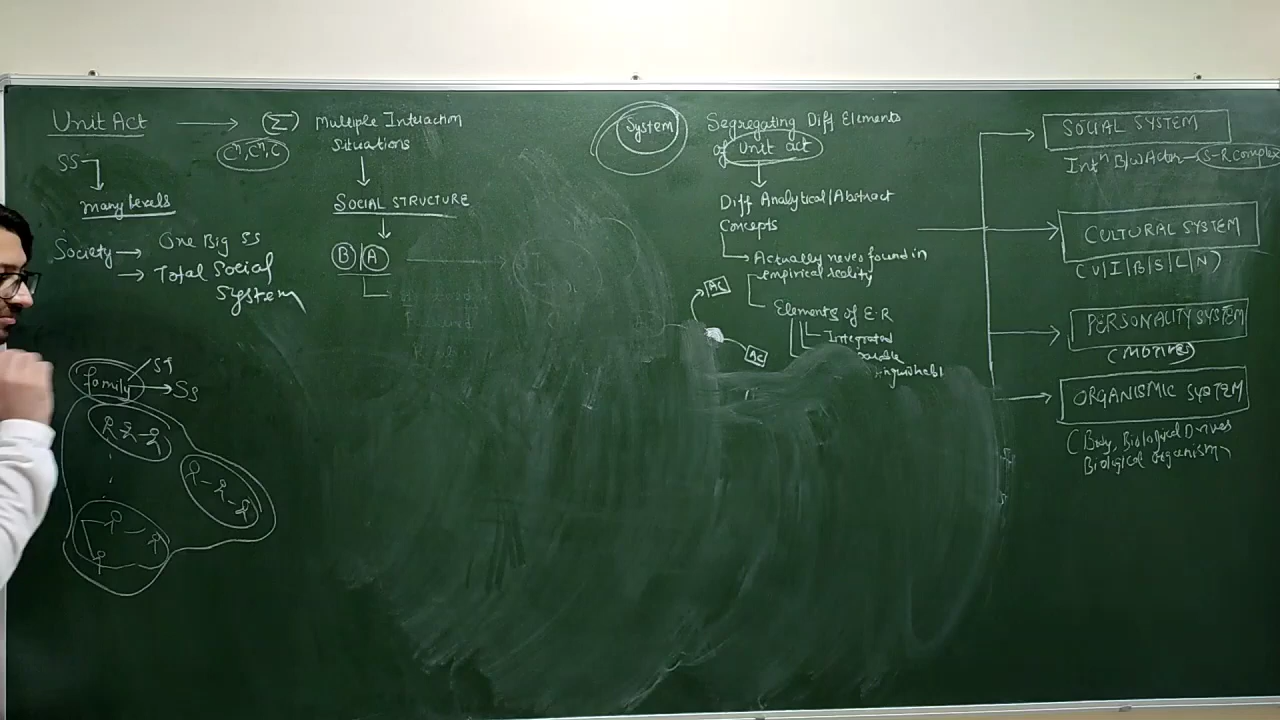 Unit Act
Σ) Multiple Interactn
Situations
SS
many levels
SOCIAL STRUCTURE
Society → One Big SS
→ Total Social
System
B | A
family
ST
SS
System
Segregating Diff Elements
of unit act
Diff Analytical/Abstract
Concepts
Actually never found in
empirical reality
AC
Elements of E.R
Integrated
AC
SOCIAL SYSTEM
Intn B/w Actor — S-R Complex
CULTURAL SYSTEM
(V|I|B|S|L|N)
PERSONALITY SYSTEM
(MOTIVES)
ORGANISMIC SYSTEM
(Body, Biological Drives
Biological organism